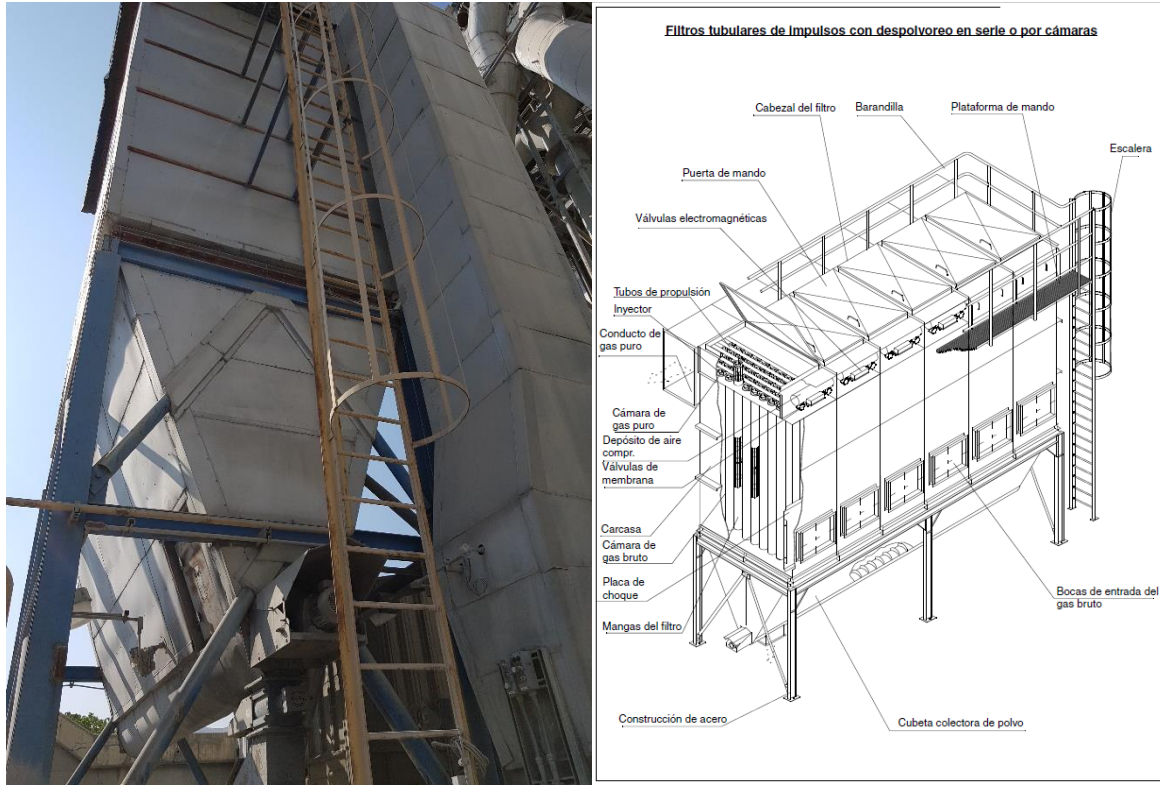 Filtros tubulares de impulsos con despolvoreo en serie o por cámaras
Cabezal del filtro
Barandilla
Plataforma de mando
Escalera
Puerta de mando
Válvulas electromagnéticas
Tubos de propulsión
Inyector
Conducto de
gas puro
Cámara de
gas puro
Depósito de aire
compr.
Válvulas de
membrana
Carcasa
Cámara de
gas bruto
Placa de
choque
Mangas del filtro
Bocas de entrada del
gas bruto
Construcción de acero
Cubeta colectora de polvo